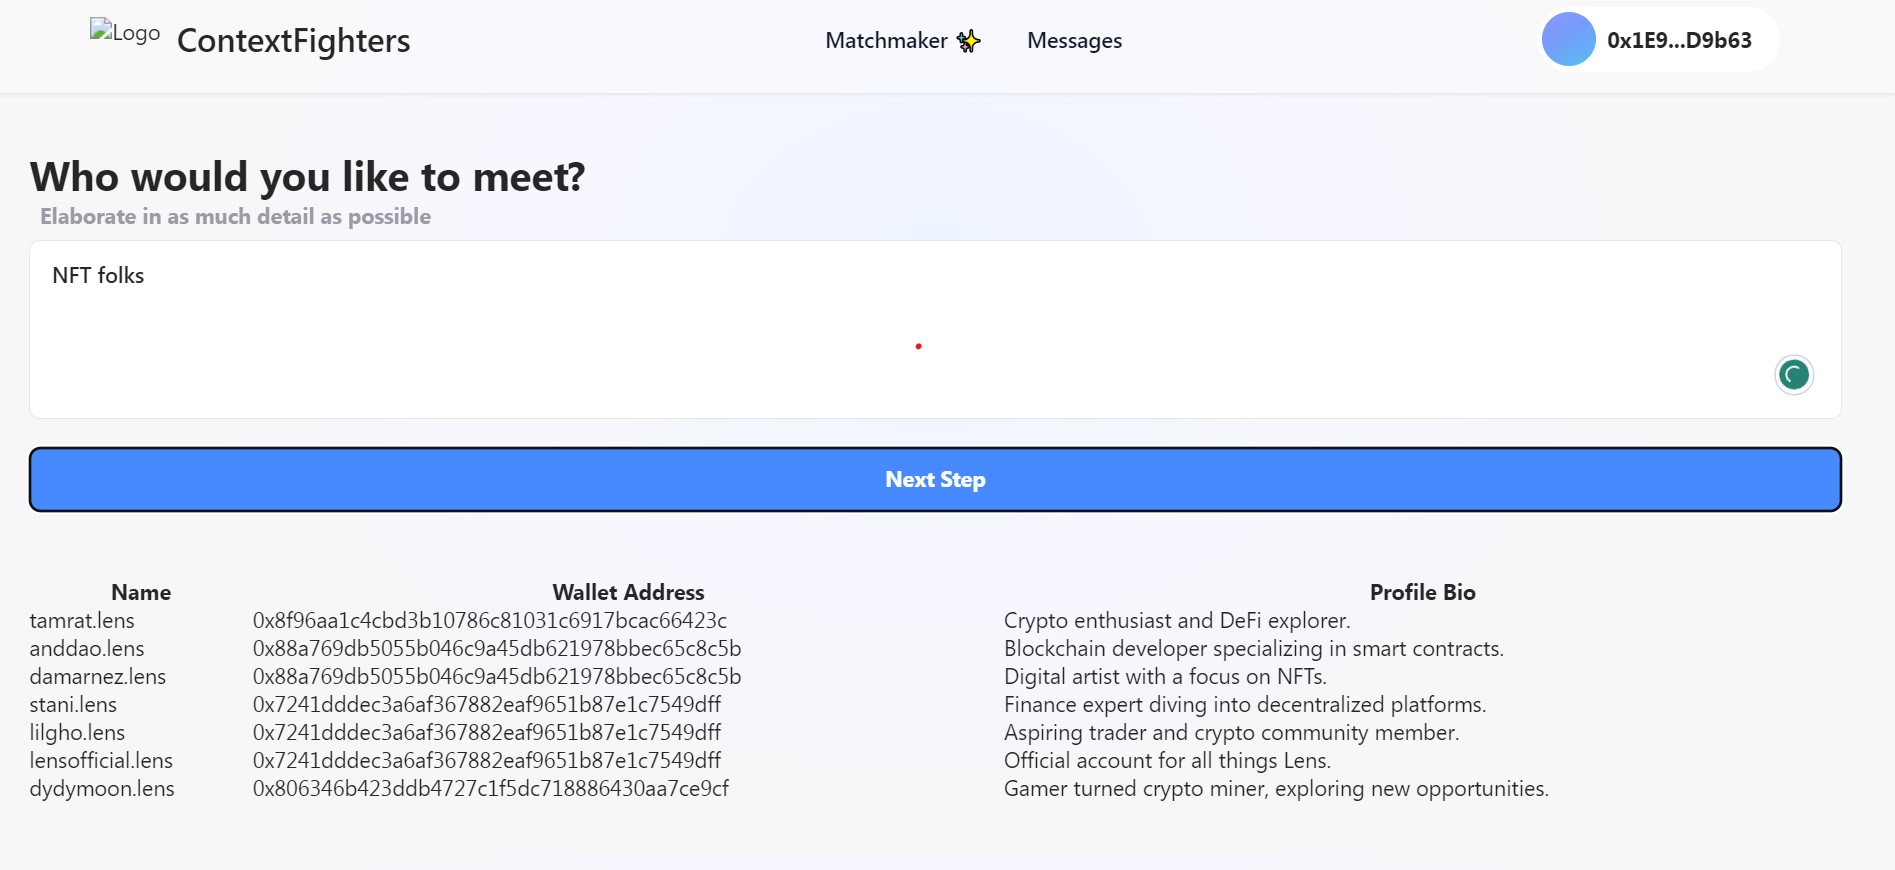 Logo ContextFighters Matchmaker Messages 0x1E9...D9b63
Who would you like to meet?
Elaborate in as much detail as possible
NFT folks
Next Step
Name Wallet Address Profile Bio
tamrat.lens 0x8f96aa1c4cbd3b10786c81031c6917bcac66423c Crypto enthusiast and DeFi explorer.
anddao.lens 0x88a769db5055b046c9a45db621978bbec65c8c5b Blockchain developer specializing in smart contracts.
damarnez.lens 0x88a769db5055b046c9a45db621978bbec65c8c5b Digital artist with a focus on NFTs.
stani.lens 0x7241dddec3a6af367882eaf9651b87e1c7549dff Finance expert diving into decentralized platforms.
lilgho.lens 0x7241dddec3a6af367882eaf9651b87e1c7549dff Aspiring trader and crypto community member.
lensofficial.lens 0x7241dddec3a6af367882eaf9651b87e1c7549dff Official account for all things Lens.
dydymoon.lens 0x806346b423ddb4727c1f5dc718886430aa7ce9cf Gamer turned crypto miner, exploring new opportunities.